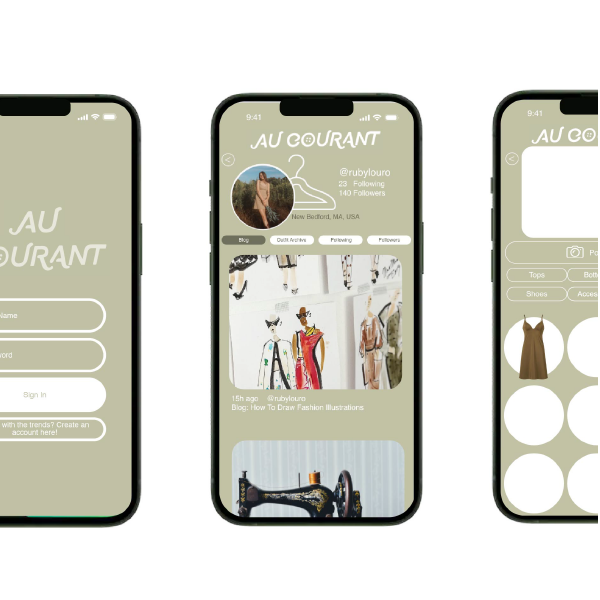 AU
OURANT
Name
word
Sign In
with the trends? Create an
account here!
9:41
AU COURANT
@rubylouro
23 Following
140 Followers
New Bedford, MA, USA
Blog
Outfit Archive
Following
Followers
15h ago @rubylouro
Blog: How To Draw Fashion Illustrations
9:41
AU CO
Po
Tops
Bott
Shoes
Acces